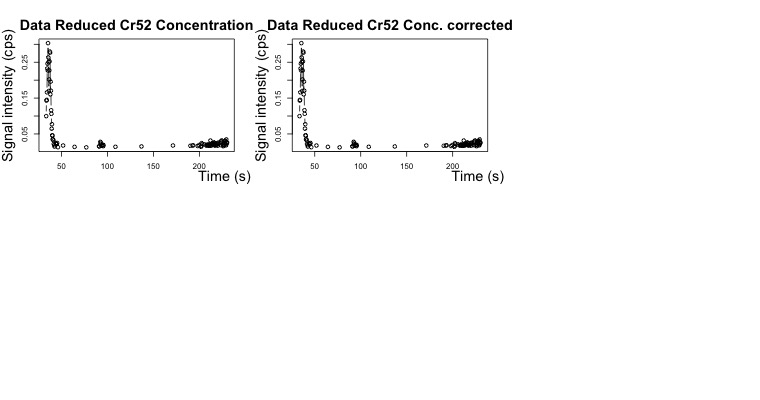 Data Reduced Cr52 Concentration
Signal intensity (cps)
0.05 0.15 0.25
50 100 150 200
Time (s)
Data Reduced Cr52 Conc. corrected
Signal intensity (cps)
0.05 0.15 0.25
50 100 150 200
Time (s)